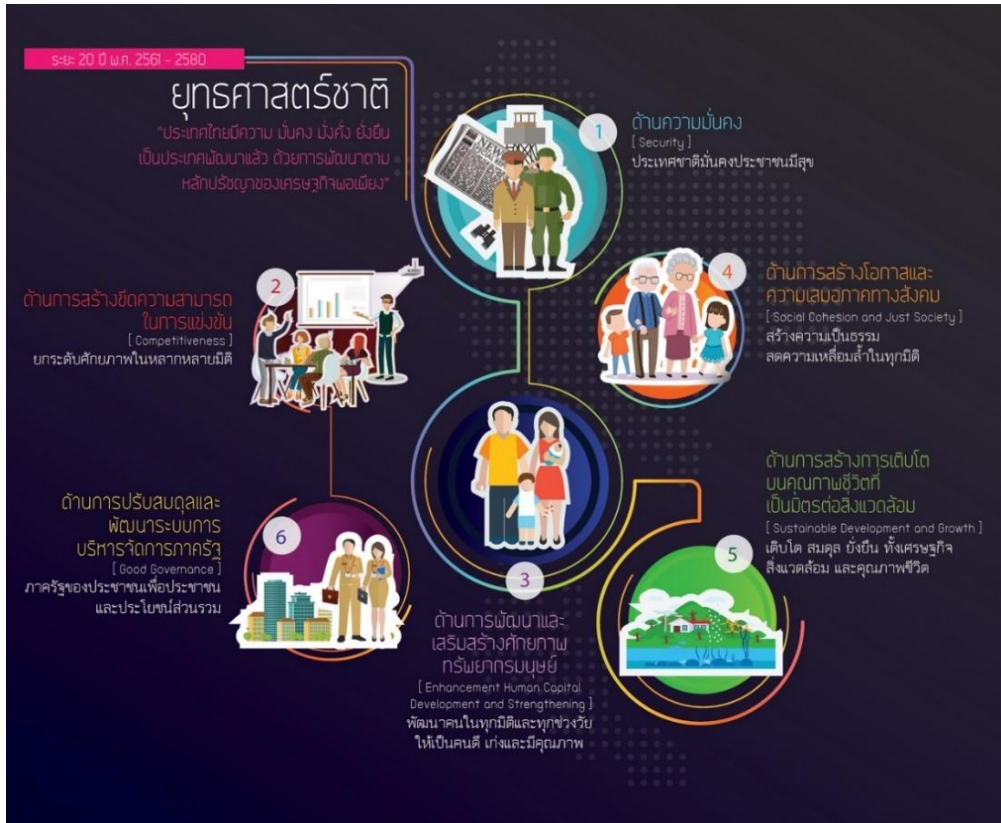 ระยะ 20 ปี พ.ศ. 2561 - 2580
ยุทธศาสตร์ชาติ
"ประเทศไทยมีความ มั่นคง มั่งคั่ง ยั่งยืน
เป็นประเทศพัฒนาแล้ว ด้วยการพัฒนาตาม
หลักปรัชญาของเศรษฐกิจพอเพียง"
NEW
1
ด้านความมั่นคง
[ Security ]
ประเทศชาติมั่นคงประชาชนมีสุข
2
ด้านการสร้างขีดความสามารถ
ในการแข่งขัน
[ Competitiveness ]
ยกระดับศักยภาพในหลากหลายมิติ
3
ด้านการพัฒนาและ
เสริมสร้างศักยภาพ
ทรัพยากรมนุษย์
[ Enhancement Human Capital
Development and Strengthening ]
พัฒนาคนในทุกมิติและทุกช่วงวัย
ให้เป็นคนดี เก่งและมีคุณภาพ
4
ด้านการสร้างโอกาสและ
ความเสมอภาคทางสังคม
[ Social Cohesion and Just Society ]
สร้างความเป็นธรรม
ลดความเหลื่อมล้ำในทุกมิติ
5
ด้านการสร้างการเติบโต
บนคุณภาพชีวิตที่
เป็นมิตรต่อสิ่งแวดล้อม
[ Sustainable Development and Growth ]
เติบโต สมดุล ยั่งยืน ทั้งเศรษฐกิจ
สิ่งแวดล้อม และคุณภาพชีวิต
6
ด้านการปรับสมดุลและ
พัฒนาระบบการ
บริหารจัดการภาครัฐ
[ Good Governance ]
ภาครัฐของประชาชนเพื่อประชาชน
และประโยชน์ส่วนรวม